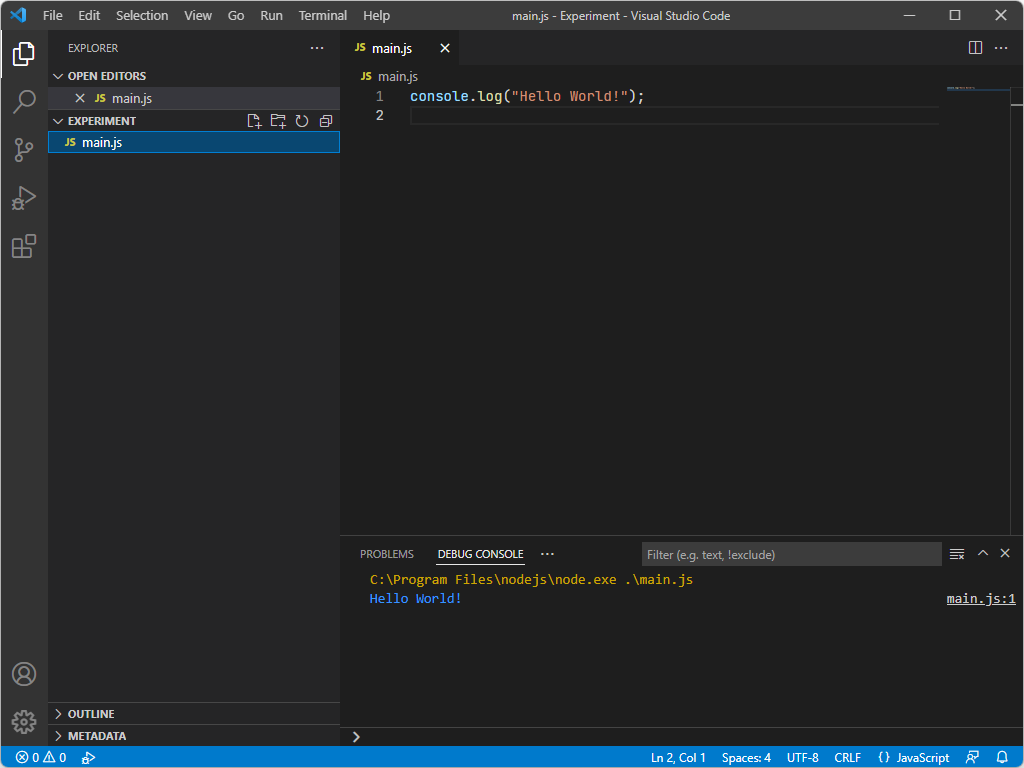 File Edit Selection View Go Run Terminal Help main.js - Experiment - Visual Studio Code
EXPLORER
OPEN EDITORS
JS main.js
EXPERIMENT
JS main.js
JS main.js
JS main.js
1 console.log("Hello World!");
2
PROBLEMS DEBUG CONSOLE Filter (e.g. text, !exclude)
C:\Program Files\nodejs\node.exe .\main.js
Hello World! main.js:1
OUTLINE
METADATA
0 0 Ln 2, Col 1 Spaces: 4 UTF-8 CRLF {} JavaScript